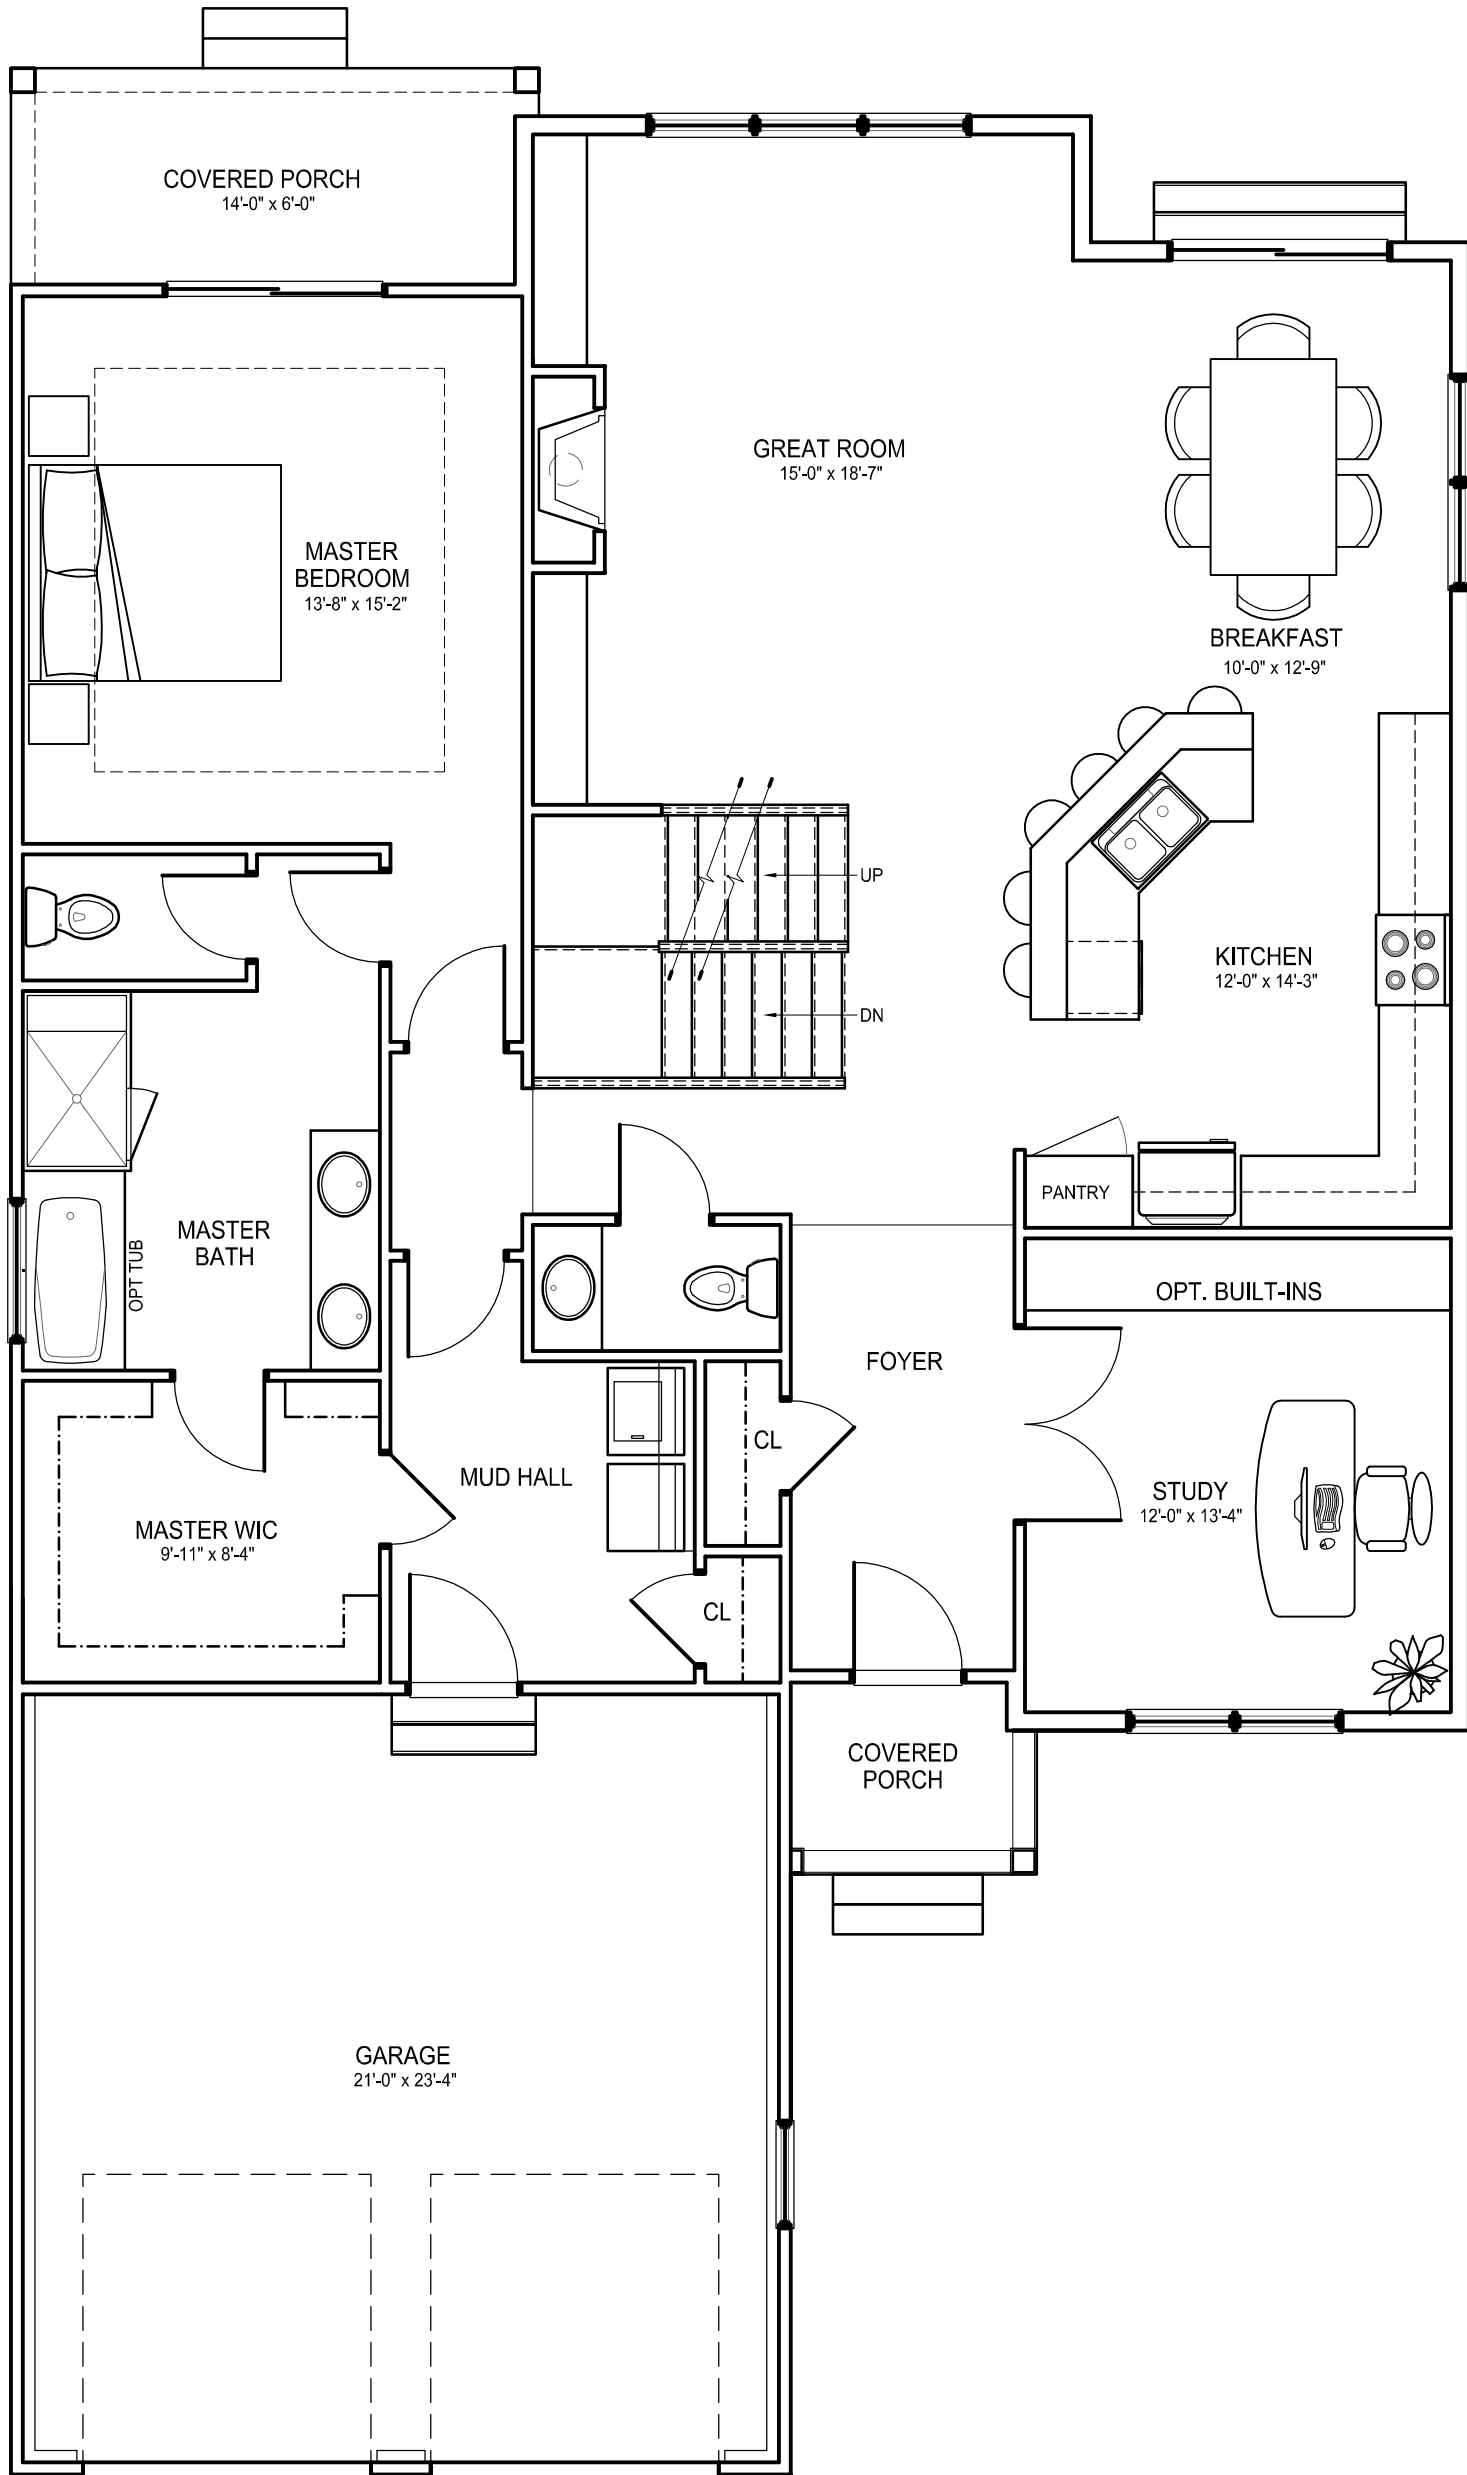 COVERED PORCH
14'-0" x 6'-0"
GREAT ROOM
15'-0" x 18'-7"
MASTER
BEDROOM
13'-8" x 15'-2"
BREAKFAST
10'-0" x 12'-9"
UP
KITCHEN
12'-0" x 14'-3"
DN
PANTRY
MASTER
BATH
OPT TUB
OPT. BUILT-INS
FOYER
CL
MUD HALL
STUDY
12'-0" x 13'-4"
MASTER WIC
9'-11" x 8'-4"
CL
COVERED
PORCH
GARAGE
21'-0" x 23'-4"